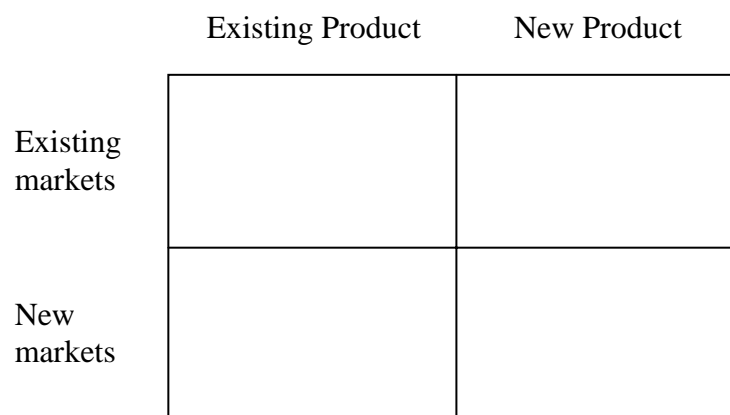 Existing Product New Product
Existing
markets
New
markets